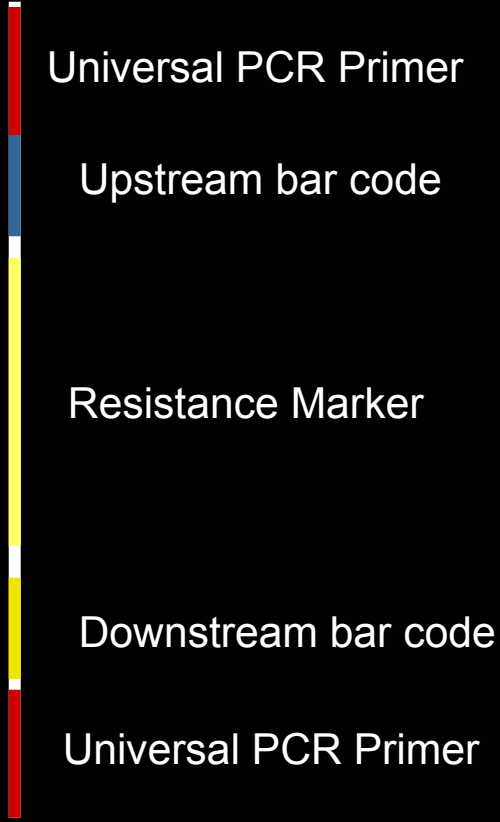 Universal PCR Primer
Upstream bar code
Resistance Marker
Downstream bar code
Universal PCR Primer